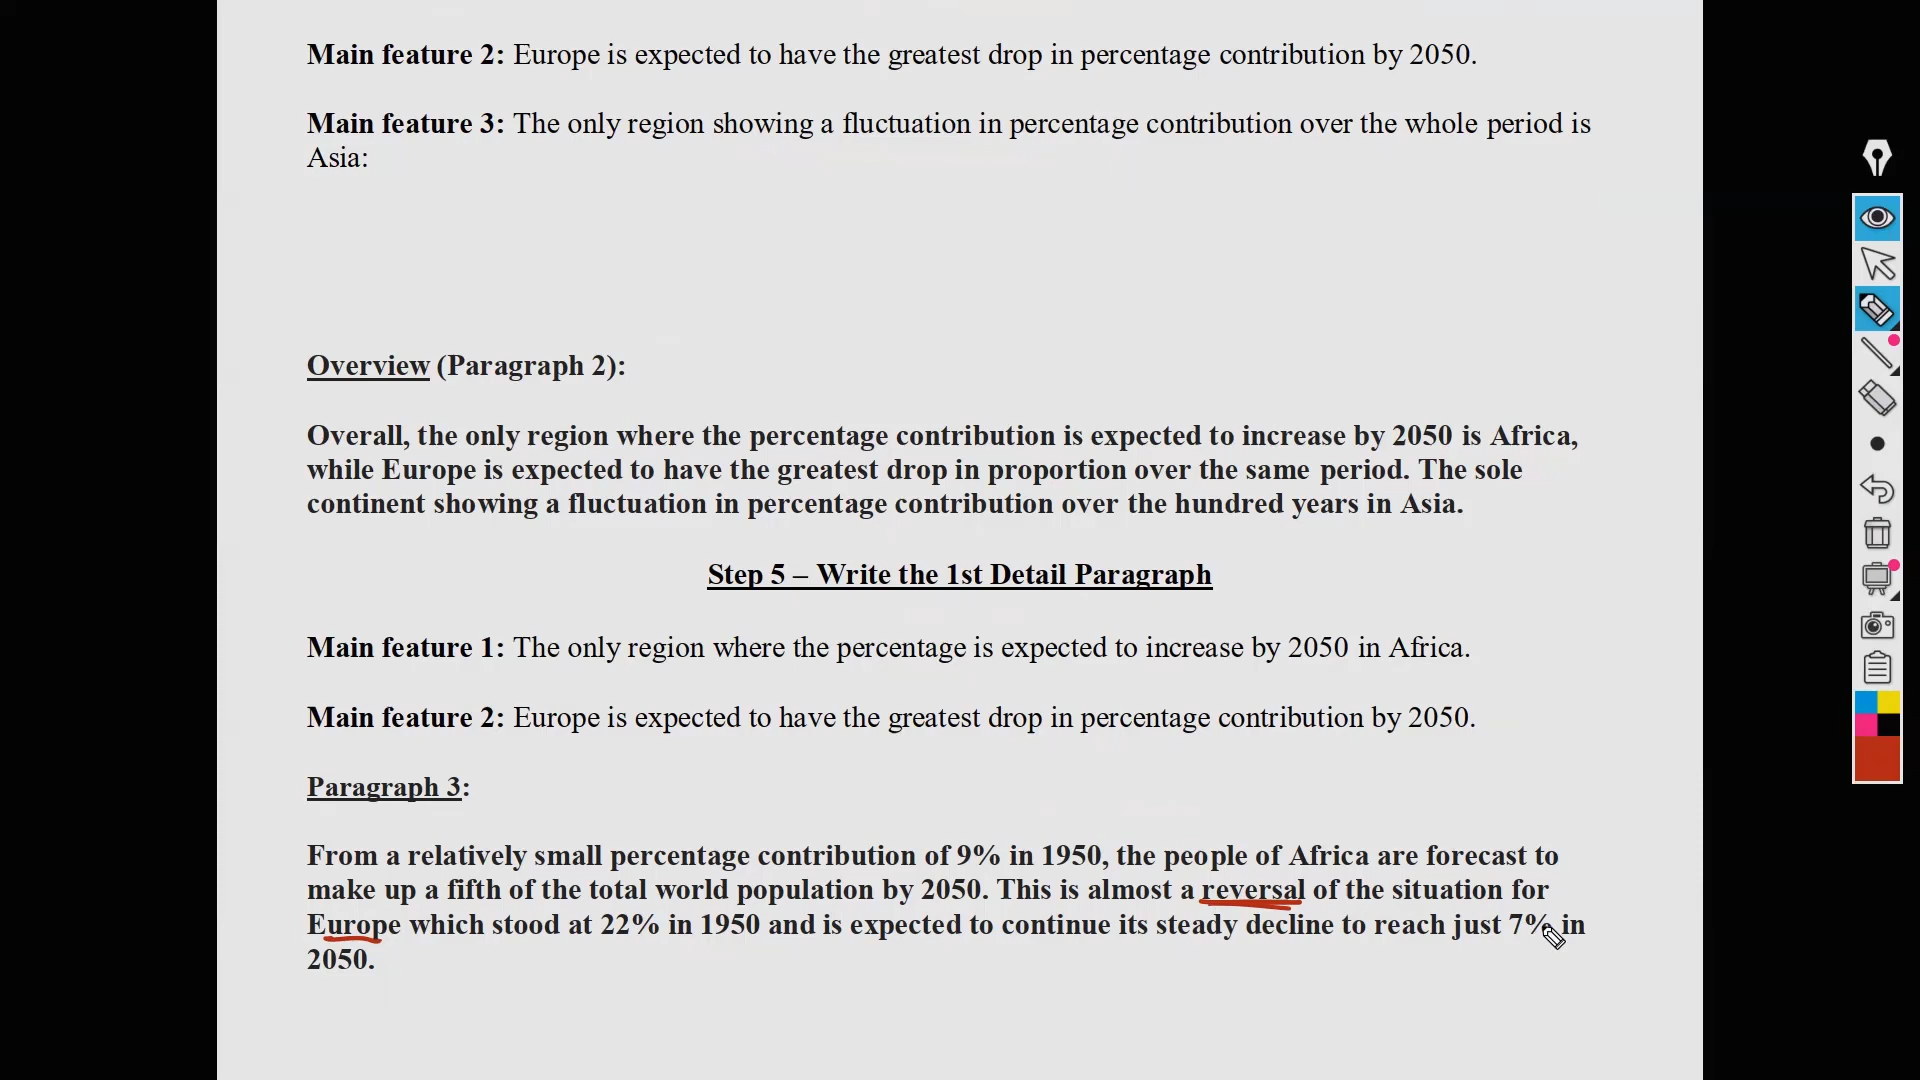 Main feature 2: Europe is expected to have the greatest drop in percentage contribution by 2050.
Main feature 3: The only region showing a fluctuation in percentage contribution over the whole period is
Asia:
Overview (Paragraph 2):
Overall, the only region where the percentage contribution is expected to increase by 2050 is Africa,
while Europe is expected to have the greatest drop in proportion over the same period. The sole
continent showing a fluctuation in percentage contribution over the hundred years in Asia.
Step 5 – Write the 1st Detail Paragraph
Main feature 1: The only region where the percentage is expected to increase by 2050 in Africa.
Main feature 2: Europe is expected to have the greatest drop in percentage contribution by 2050.
Paragraph 3:
From a relatively small percentage contribution of 9% in 1950, the people of Africa are forecast to
make up a fifth of the total world population by 2050. This is almost a reversal of the situation for
Europe which stood at 22% in 1950 and is expected to continue its steady decline to reach just 7% in
2050.